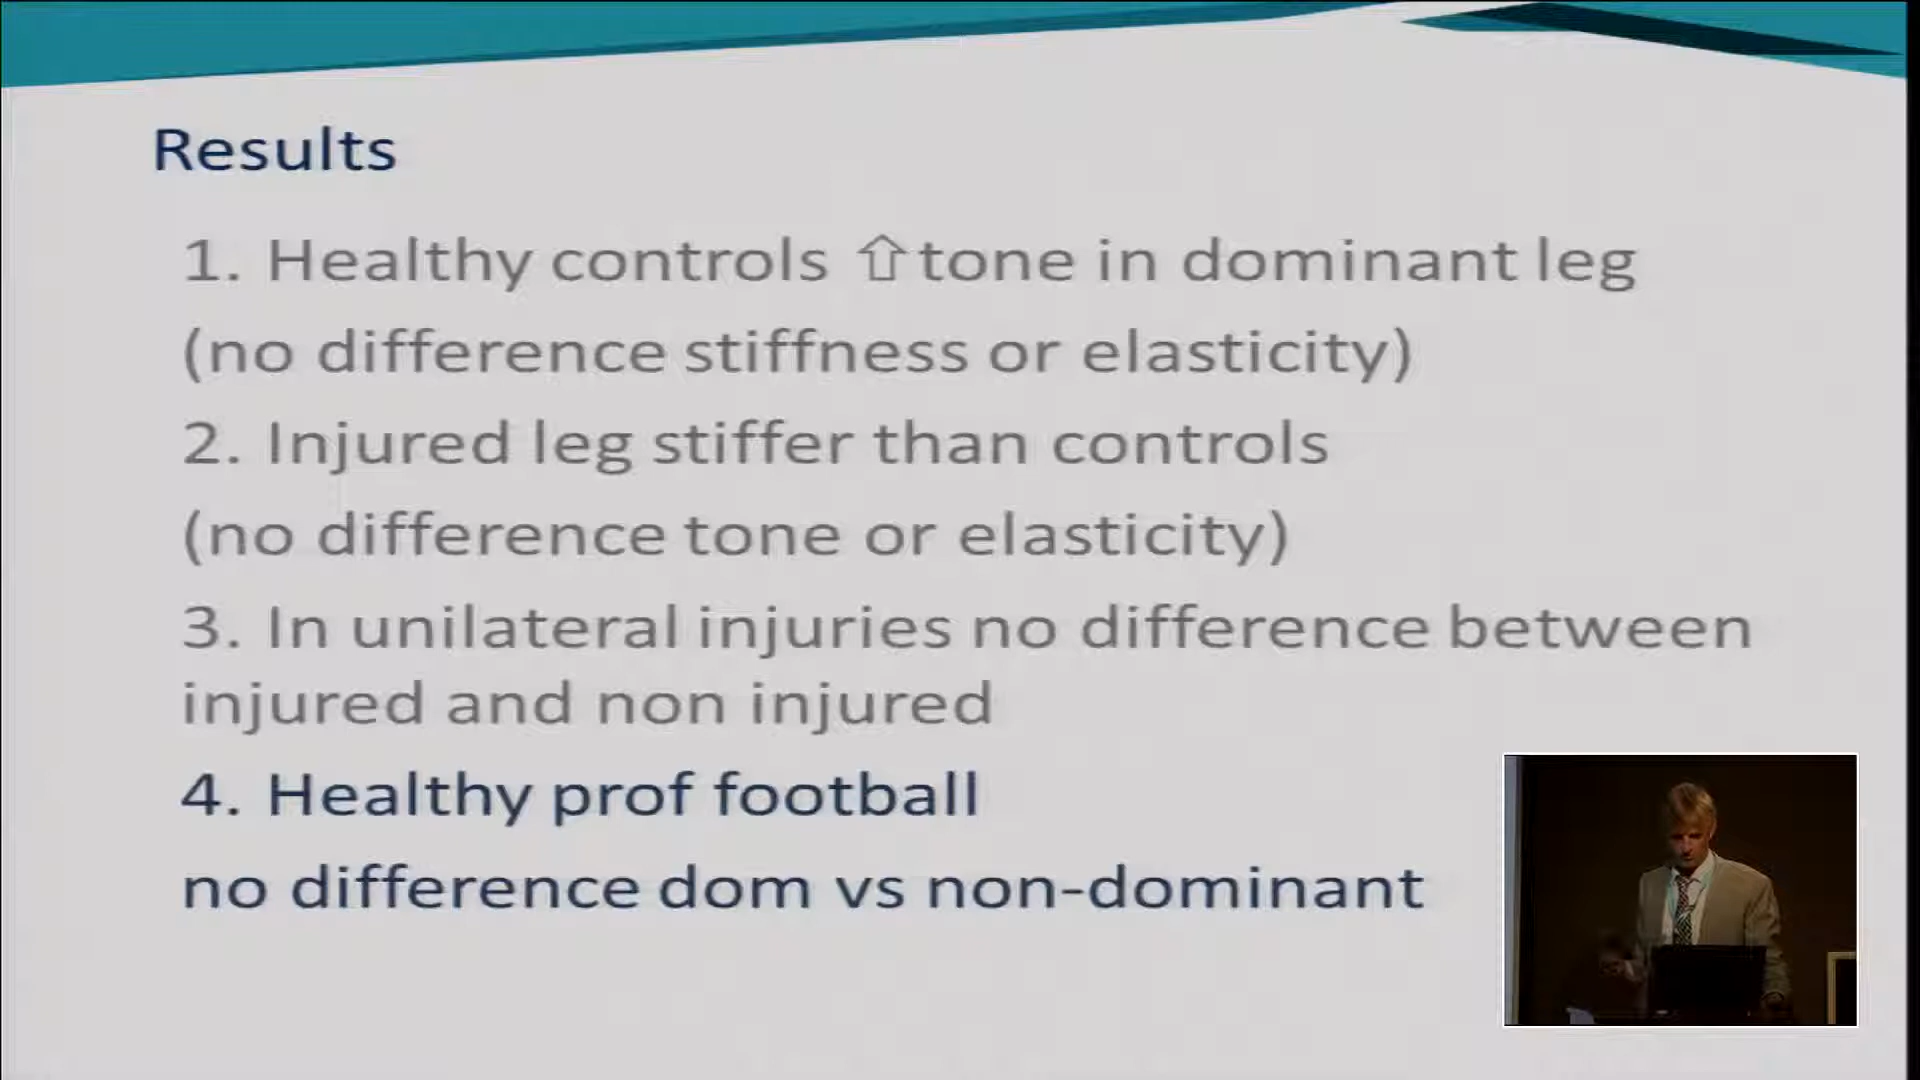 Results
1. Healthy controls ⇧tone in dominant leg
(no difference stiffness or elasticity)
2. Injured leg stiffer than controls
(no difference tone or elasticity)
3. In unilateral injuries no difference between
injured and non injured
4. Healthy prof football
no difference dom vs non-dominant